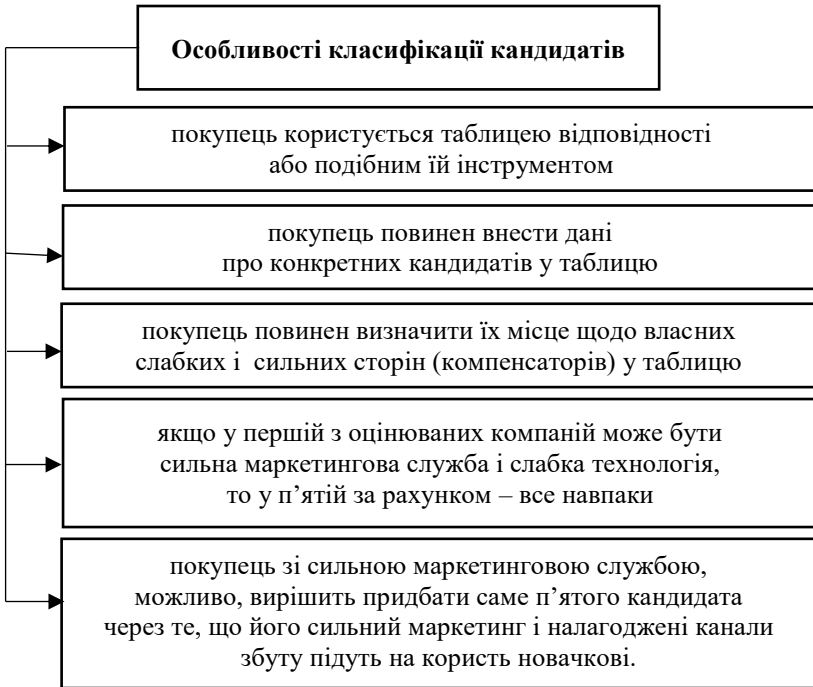 Особливості класифікації кандидатів
покупець користується таблицею відповідності
або подібним їй інструментом
покупець повинен внести дані
про конкретних кандидатів у таблицю
покупець повинен визначити їх місце щодо власних
слабких і  сильних сторін (компенсаторів) у таблицю
якщо у першій з оцінюваних компаній може бути
сильна маркетингова служба і слабка технологія,
то у п’ятій за рахунком – все навпаки
покупець зі сильною маркетинговою службою,
можливо, вирішить придбати саме п’ятого кандидата
через те, що його сильний маркетинг і налагоджені канали
збуту підуть на користь новачкові.